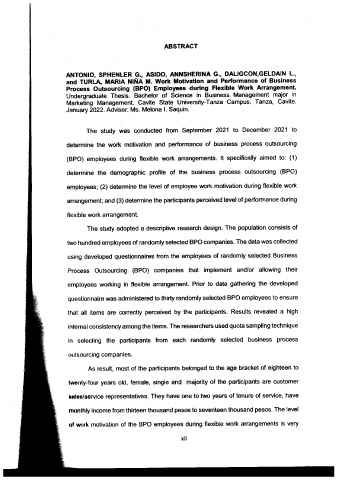 ABSTRACT
ANTONIO, SPHENLER G., ASIDO, ANNSHERINA G., DALIGCON,GELDAIN L.,
and TURLA, MARIA NIÑA M. Work Motivation and Performance of Business
Process Outsourcing (BPO) Employees during Flexible Work Arrangement.
Undergraduate Thesis. Bachelor of Science in Business Management major in
Marketing Management. Cavite State University-Tanza Campus, Tanza, Cavite.
January 2022. Advisor: Ms. Melona I. Saquin.
The study was conducted from September 2021 to December 2021 to
determine the work motivation and performance of business process outsourcing
(BPO) employees during flexible work arrangements. It specifically aimed to: (1)
determine the demographic profile of the business process outsourcing (BPO)
employees; (2) determine the level of employee work motivation during flexible work
arrangement; and (3) determine the participants perceived level of performance during
flexible work arrangement.
The study adopted a descriptive research design. The population consists of
two hundred employees of randomly selected BPO companies. The data was collected
using developed questionnaires from the employees of randomly selected Business
Process Outsourcing (BPO) companies that implement and/or allowing their
employees working in flexible arrangement. Prior to data gathering the developed
questionnaire was administered to thirty randomly selected BPO employees to ensure
that all items are correctly perceived by the participants. Results revealed a high
internal consistency among the items. The researchers used quota sampling technique
in selecting the participants from each randomly selected business process
outsourcing companies.
As result, most of the participants belonged to the age bracket of eighteen to
twenty-four years old, female, single and majority of the participants are customer
sales/service representatives. They have one to two years of tenure of service, have
monthly income from thirteen thousand pesos to seventeen thousand pesos. The level
of work motivation of the BPO employees during flexible work arrangements is very
xii